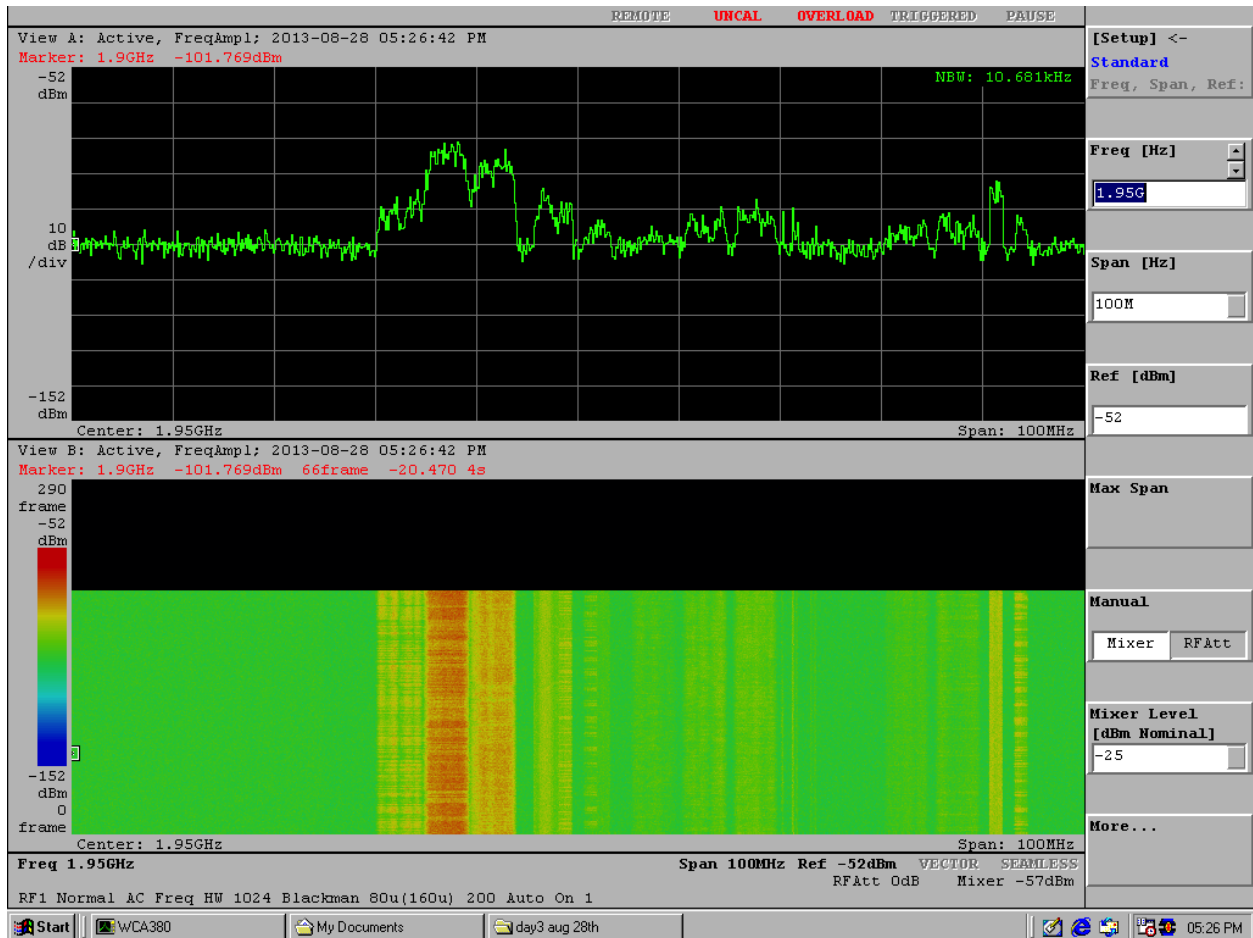 REMOTE UNCAL OVERLOAD TRIGGERED PAUSE
View A: Active, FreqAmpl; 2013-08-28 05:26:42 PM
Marker: 1.9GHz -101.769dBm
-52
dBm
NBW: 10.681kHz
10
dB
/div
-152
dBm
Center: 1.95GHz Span: 100MHz
View B: Active, FreqAmpl; 2013-08-28 05:26:42 PM
Marker: 1.9GHz -101.769dBm 66frame -20.470 4s
290
frame
-52
dBm
-152
dBm
0
frame
Center: 1.95GHz Span: 100MHz
Freq 1.95GHz Span 100MHz Ref -52dBm VECTOR SEAMLESS
RFAtt 0dB Mixer -57dBm
RF1 Normal AC Freq HW 1024 Blackman 80u(160u) 200 Auto On 1
[Setup] <-
Standard
Freq, Span, Ref:
Freq [Hz]
1.95G
Span [Hz]
100M
Ref [dBm]
-52
Max Span
Manual
Mixer RFAtt
Mixer Level
[dBm Nominal]
-25
More...
Start WCA380 My Documents day3 aug 28th 05:26 PM